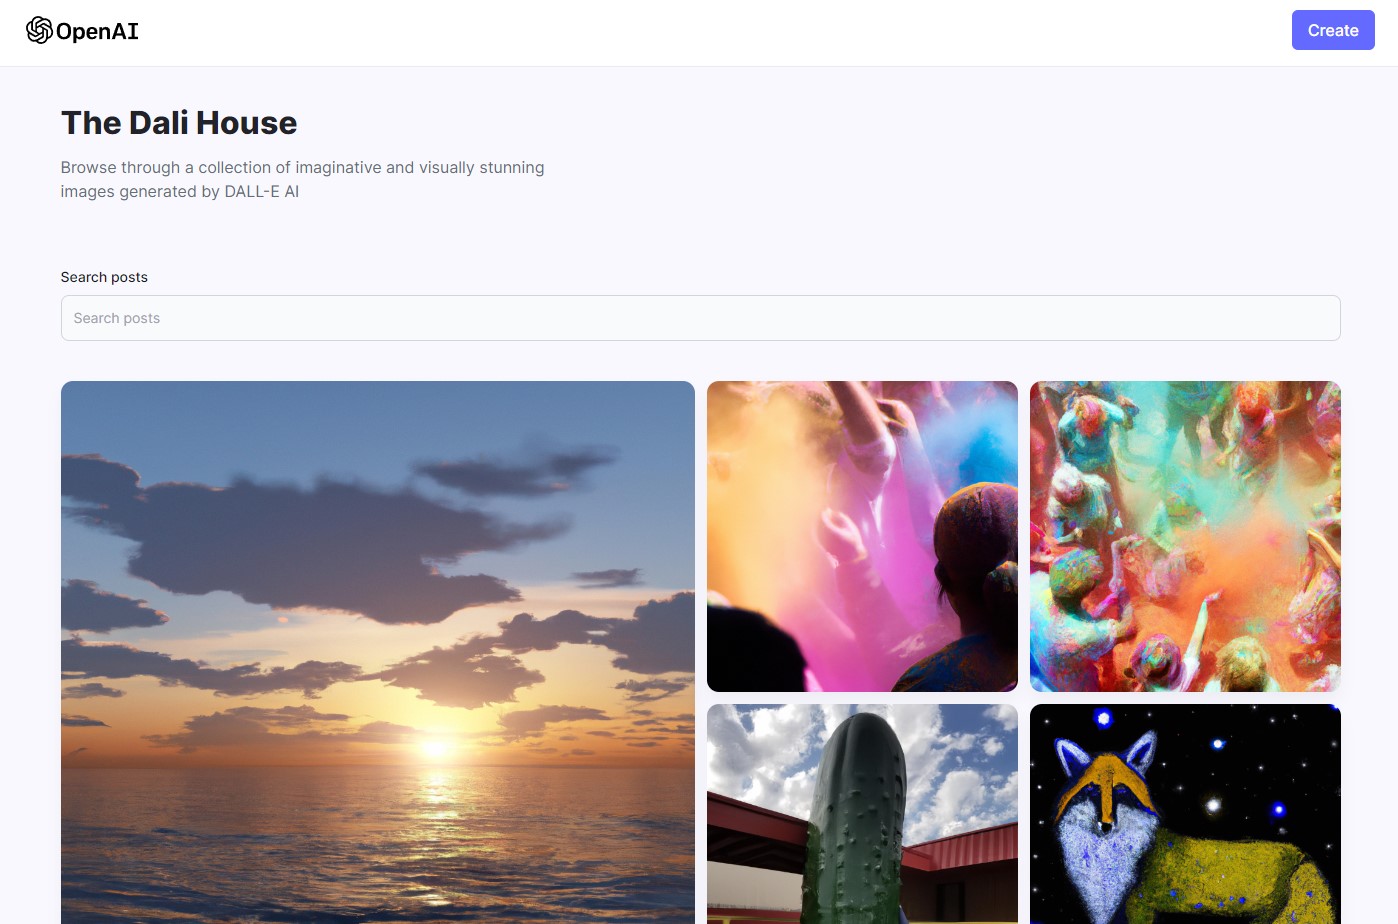 OpenAI
Create
The Dali House
Browse through a collection of imaginative and visually stunning
images generated by DALL-E AI
Search posts
Search posts